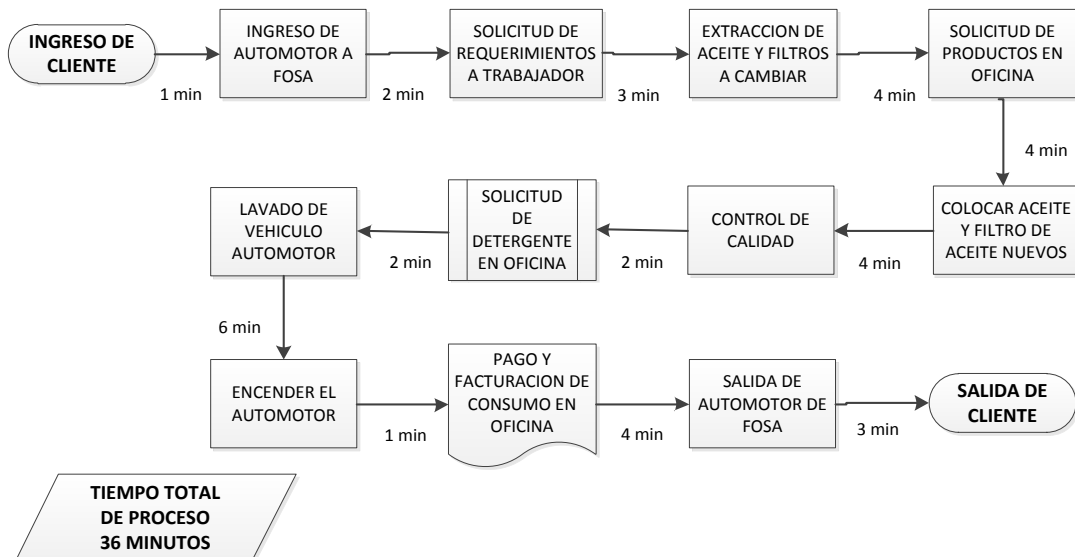 INGRESO DE
CLIENTE
1 min
INGRESO DE
AUTOMOTOR A
FOSA
2 min
SOLICITUD DE
REQUERIMIENTOS
A TRABAJADOR
3 min
EXTRACCION DE
ACEITE Y FILTROS
A CAMBIAR
4 min
SOLICITUD DE
PRODUCTOS EN
OFICINA
4 min
COLOCAR ACEITE
Y FILTRO DE
ACEITE NUEVOS
4 min
CONTROL DE
CALIDAD
2 min
SOLICITUD
DE
DETERGENTE
EN OFICINA
2 min
LAVADO DE
VEHICULO
AUTOMOTOR
6 min
ENCENDER EL
AUTOMOTOR
1 min
PAGO Y
FACTURACION DE
CONSUMO EN
OFICINA
4 min
SALIDA DE
AUTOMOTOR DE
FOSA
3 min
SALIDA DE
CLIENTE
TIEMPO TOTAL
DE PROCESO
36 MINUTOS